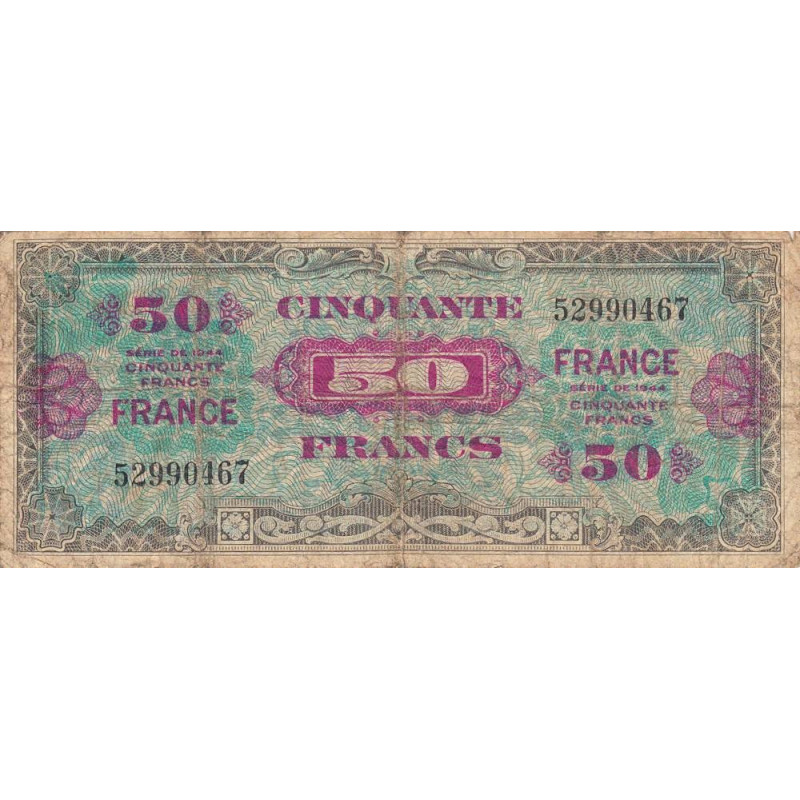 50
SÉRIE DE 1944
CINQUANTE
FRANCS
FRANCE
52990467
CINQUANTE
50
FRANCS
52990467
FRANCE
SÉRIE DE 1944
CINQUANTE
FRANCS
50